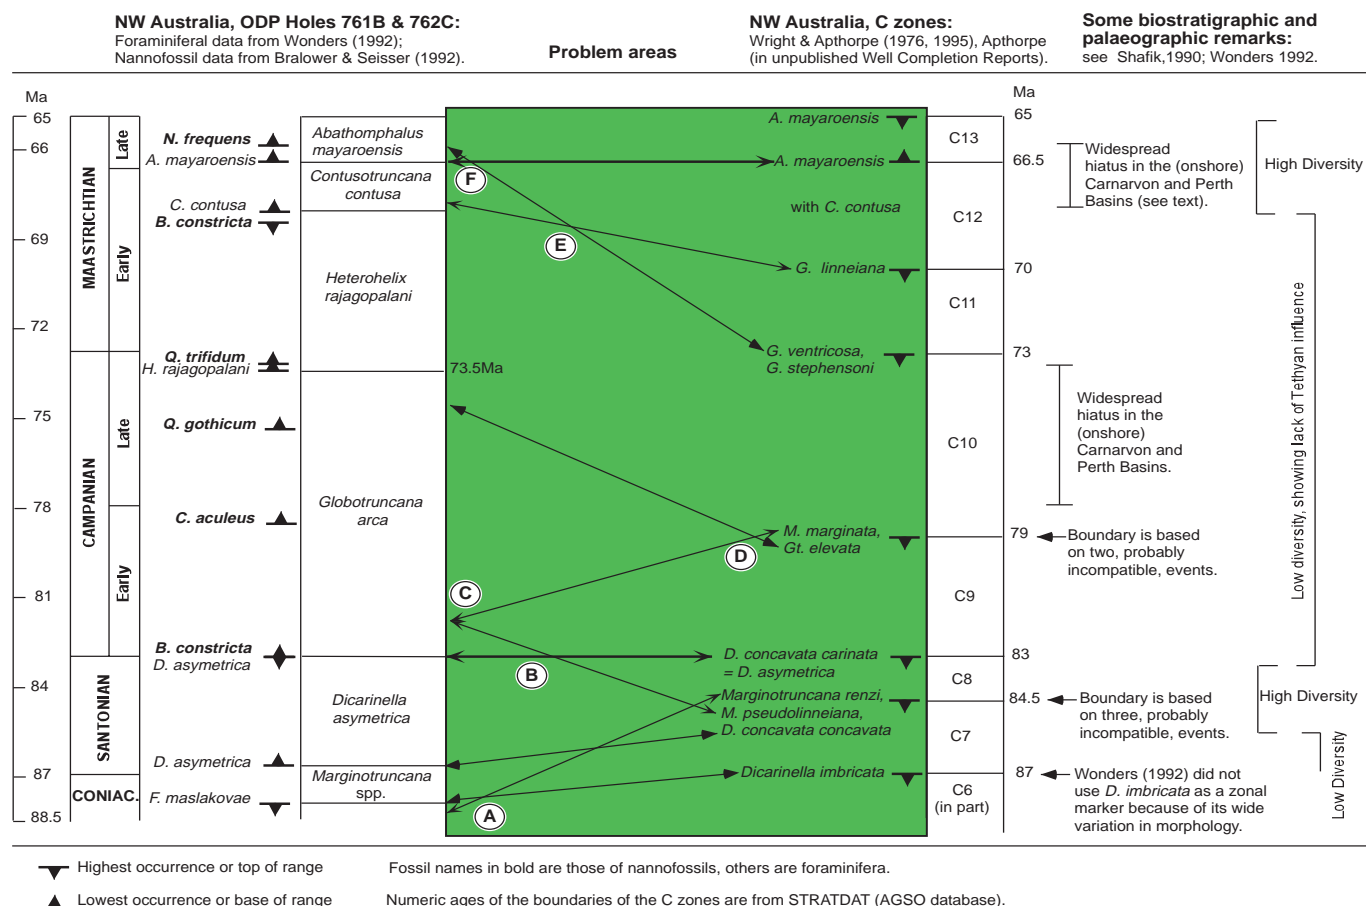 NW Australia, ODP Holes 761B & 762C:
Foraminiferal data from Wonders (1992);
Nannofossil data from Bralower & Seisser (1992).
Problem areas
NW Australia, C zones:
Wright & Apthorpe (1976, 1995), Apthorpe
(in unpublished Well Completion Reports).
Some biostratigraphic and
palaeographic remarks:
see Shafik,1990; Wonders 1992.
Ma
65
66
69
72
75
78
81
84
87
88.5
MAASTRICHTIAN
Late
Early
CAMPANIAN
Late
Early
SANTONIAN
CONIAC.
N. frequens
A. mayaroensis
C. contusa
B. constricta
Q. trifidum
H. rajagopalani
Q. gothicum
C. aculeus
B. constricta
D. asymetrica
D. asymetrica
F. maslakovae
Abathomphalus
mayaroensis
Contusotruncana
contusa
Heterohelix
rajagopalani
Globotruncana
arca
Dicarinella
asymetrica
Marginotruncana
spp.
73.5Ma
F
E
D
C
B
A
A. mayaroensis
A. mayaroensis
with C. contusa
G. linneiana
G. ventricosa,
G. stephensoni
M. marginata,
Gt. elevata
D. concavata carinata
= D. asymetrica
Marginotruncana renzi,
M. pseudolinneiana,
D. concavata concavata
Dicarinella imbricata
C13
C12
C11
C10
C9
C8
C7
C6
(in part)
Ma
65
66.5
70
73
79
83
84.5
87
Widespread
hiatus in the (onshore)
Carnarvon and Perth
Basins (see text).
High Diversity
Widespread
hiatus in the
(onshore)
Carnarvon and
Perth Basins.
Low diversity, showing lack of Tethyan influence
Boundary is based
on two, probably
incompatible, events.
High Diversity
Boundary is based
on three, probably
incompatible, events.
Low Diversity
Wonders (1992) did not
use D. imbricata as a zonal
marker because of its wide
variation in morphology.
Highest occurrence or top of range
Fossil names in bold are those of nannofossils, others are foraminifera.
Lowest occurrence or base of range
Numeric ages of the boundaries of the C zones are from STRATDAT (AGSO database).